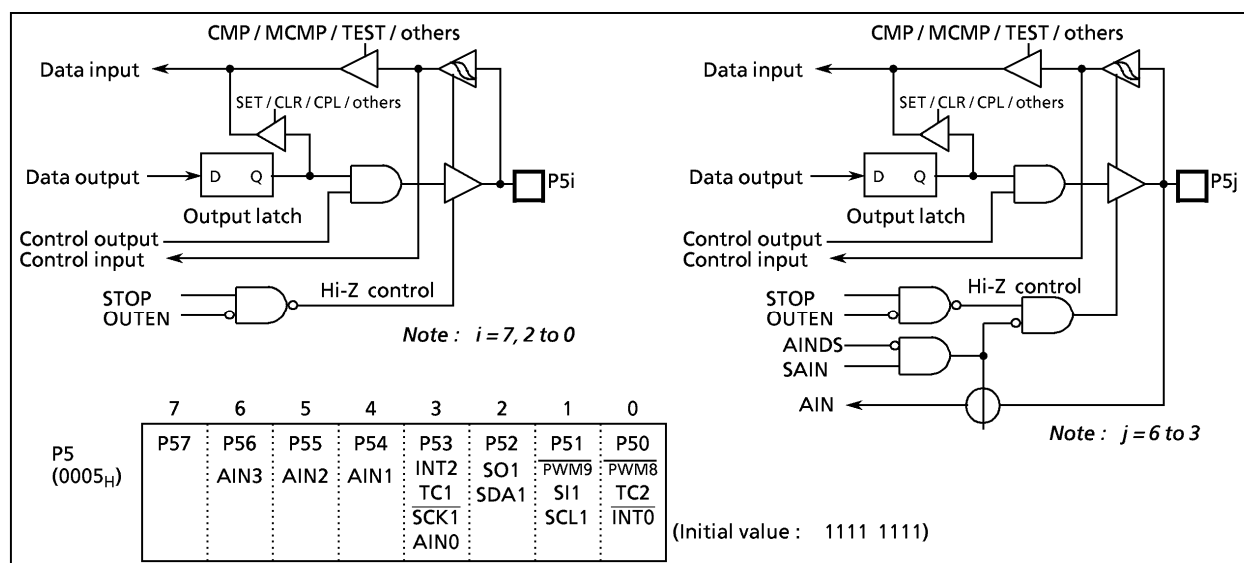 CMP / MCMP / TEST / others
Data input
SET / CLR / CPL / others
Data output
D Q
P5i
Output latch
Control output
Control input
STOP
OUTEN
Hi-Z control
Note : i = 7, 2 to 0
CMP / MCMP / TEST / others
Data input
SET / CLR / CPL / others
Data output
D Q
P5j
Output latch
Control output
Control input
STOP
OUTEN
Hi-Z control
AINDS
SAIN
AIN
Note : j = 6 to 3
7 6 5 4 3 2 1 0
P5
(0005H)
P57 P56 P55 P54 P53 P52 P51 P50
AIN3 AIN2 AIN1 INT2 SO1 PWM9 PWM8
TC1 SDA1 SI1 TC2
SCK1 SCL1 INT0
AIN0
(Initial value : 1111 1111)